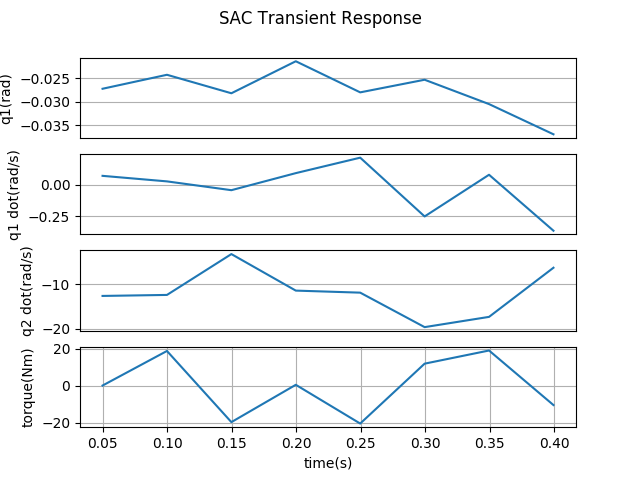 SAC Transient Response
q1(rad)
−0.025
−0.030
−0.035
q1 dot(rad/s)
0.00
−0.25
q2 dot(rad/s)
−10
−20
torque(Nm)
20
0
−20
0.05 0.10 0.15 0.20 0.25 0.30 0.35 0.40
time(s)